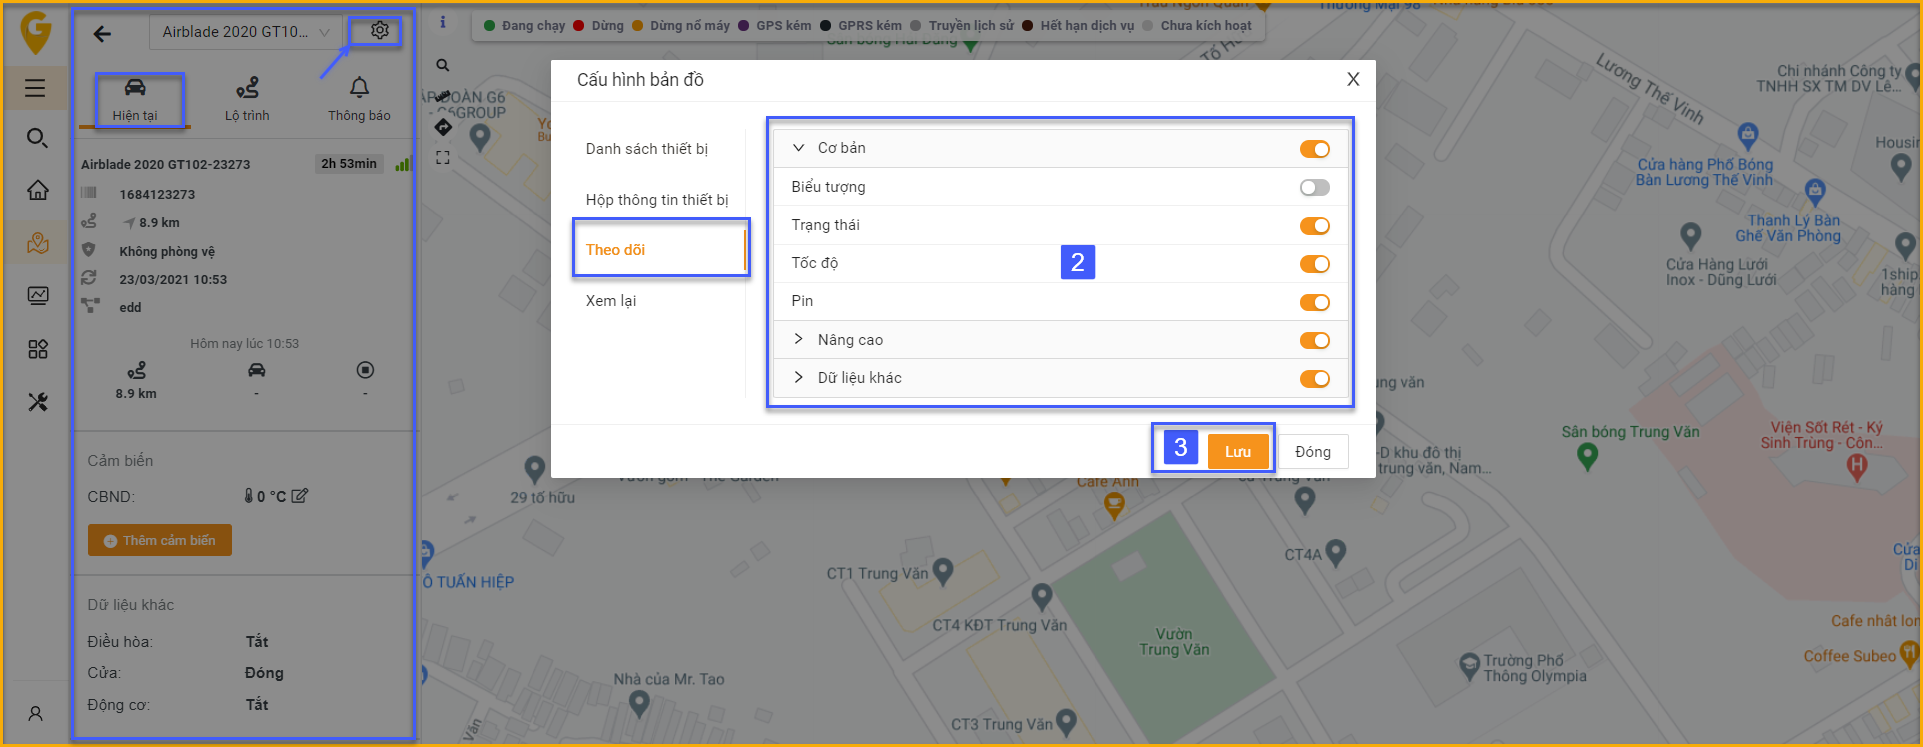 Airblade 2020 GT10...
Hiện tại
Lộ trình
Thông báo
Airblade 2020 GT102-23273
2h 53min
1684123273
8.9 km
Không phòng vệ
23/03/2021 10:53
edd
Hôm nay lúc 10:53
8.9 km
-
-
Cảm biến
CBND:
0 °C
Thêm cảm biến
Dữ liệu khác
Điều hòa:
Tắt
Cửa:
Đóng
Động cơ:
Tắt
Đang chạy
Dừng
Dừng nổ máy
GPS kém
GPRS kém
Truyền lịch sử
Hết hạn dịch vụ
Chưa kích hoạt
Cấu hình bản đồ
X
Danh sách thiết bị
Hộp thông tin thiết bị
Theo dõi
Xem lại
Cơ bản
Biểu tượng
Trạng thái
Tốc độ
2
Pin
Nâng cao
Dữ liệu khác
3
Lưu
Đóng
Lương Thế Vinh
Chi nhánh Công ty
TNHH SX TM DV Lê...
Cửa hàng Phố Bóng
Bàn Lương Thế Vinh
Thanh Lý Bàn
Ghế Văn Phòng
Cửa Hàng Lưới
Inox - Dũng Lưới
1ship
hàng
Sân bóng Trung Văn
Viện Sốt Rét - Ký
Sinh Trùng - Côn...
H
-D khu đô thị
trung văn, Nam...
29 tố hữu
Cafe Anh
CT4A
CT1 Trung Văn
Ô TUẤN HIỆP
CT4 KĐT Trung Văn
Vườn
Trung Văn
Cafe nhât lon
Coffee Subeo
Trường Phổ
Thông Olympia
Nhà của Mr. Tao
CT3 Trung Văn
Văn